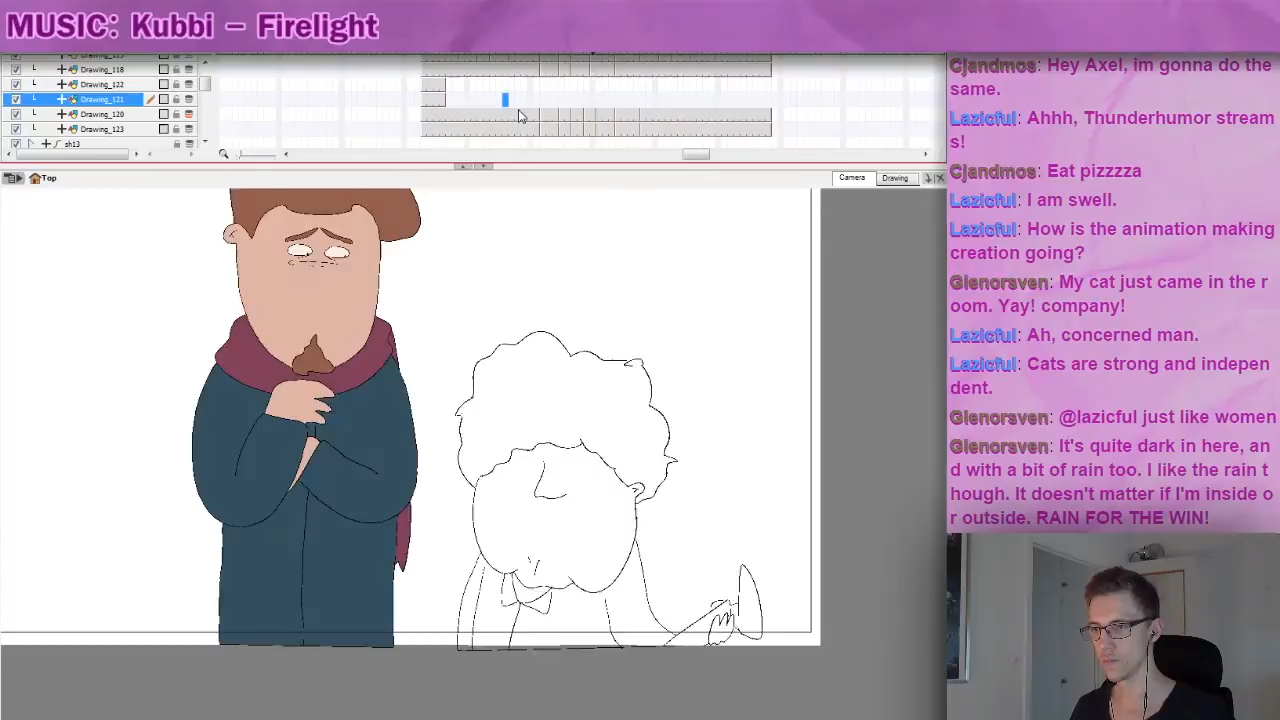 MUSIC: Kubbi – Firelight
Drawing_118
Drawing_122
Drawing_121
Drawing_120
Drawing_123
sh13
Top
Camera
Drawing
Cjandmos: Hey Axel, im gonna do the
same.
Lazicful: Ahhh, Thunderhumor stream
s!
Cjandmos: Eat pizzzza
Lazicful: I am swell.
Lazicful: How is the animation making
creation going?
Glenorsven: My cat just came in the r
oom. Yay! company!
Lazicful: Ah, concerned man.
Lazicful: Cats are strong and indepen
dent.
Glenorsven: @lazicful just like women
Glenorsven: It's quite dark in here, an
d with a bit of rain too. I like the rain t
hough. It doesn't matter if I'm inside o
r outside. RAIN FOR THE WIN!